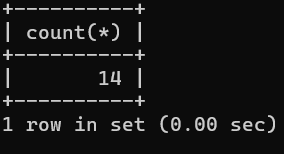 +----------+
| count(*) |
+----------+
|       14 |
+----------+
1 row in set (0.00 sec)